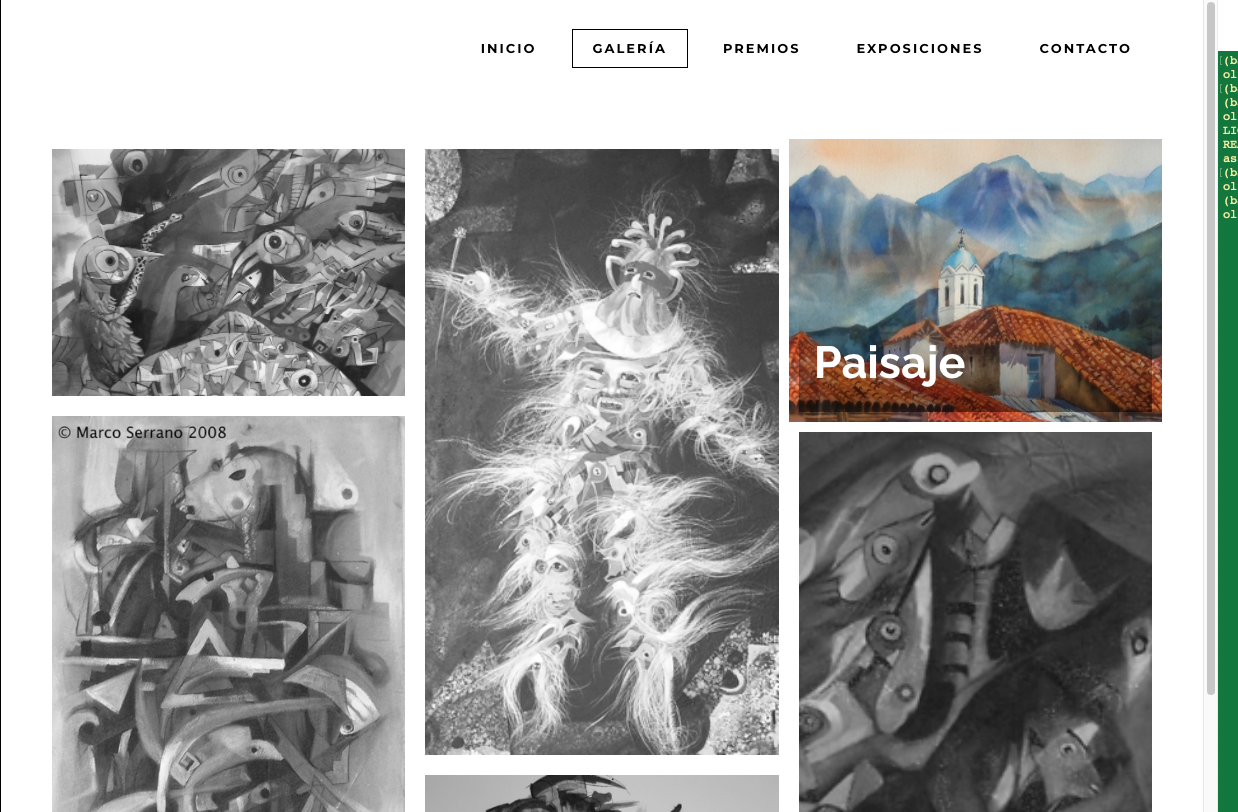 INICIO
GALERÍA
PREMIOS
EXPOSICIONES
CONTACTO
Paisaje
© Marco Serrano 2008
(b
ol
(b
(b
ol
LI
RE
as
(b
ol
(b
ol